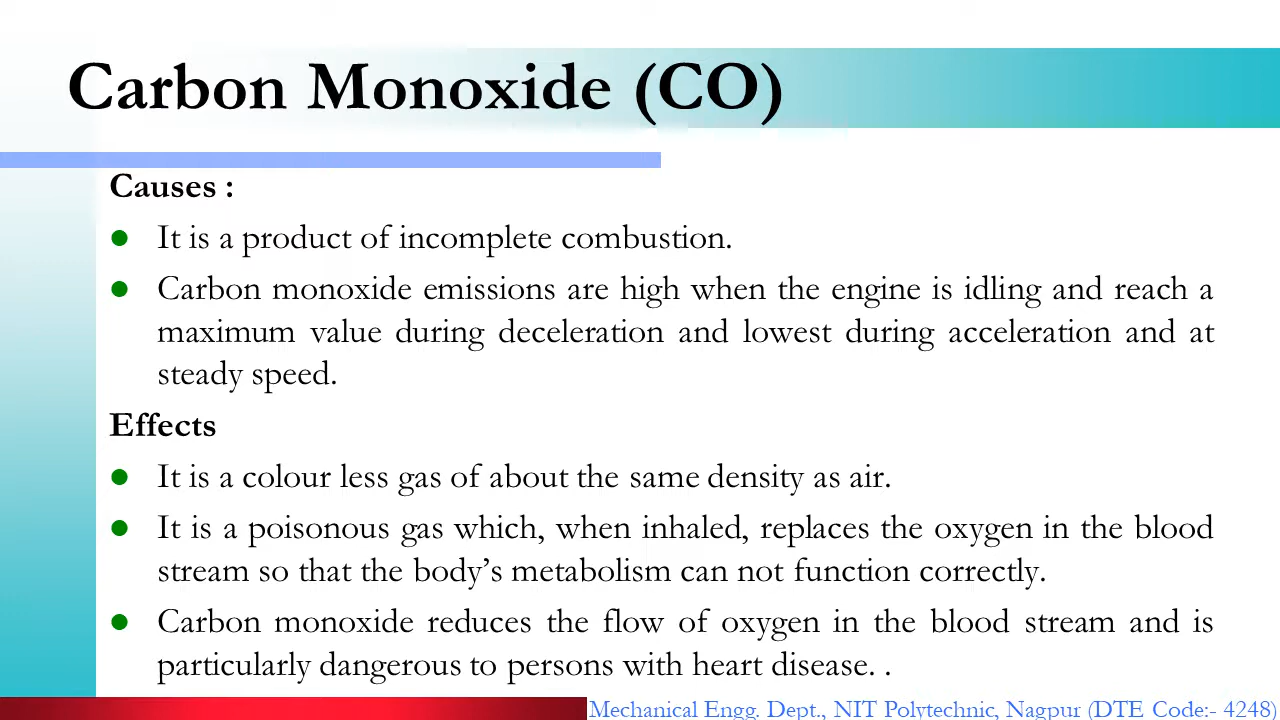 Carbon Monoxide (CO)
Causes :
It is a product of incomplete combustion.
Carbon monoxide emissions are high when the engine is idling and reach a
maximum value during deceleration and lowest during acceleration and at
steady speed.
Effects
It is a colour less gas of about the same density as air.
It is a poisonous gas which, when inhaled, replaces the oxygen in the blood
stream so that the body’s metabolism can not function correctly.
Carbon monoxide reduces the flow of oxygen in the blood stream and is
particularly dangerous to persons with heart disease. .
Mechanical Engg. Dept., NIT Polytechnic, Nagpur (DTE Code:- 4248)